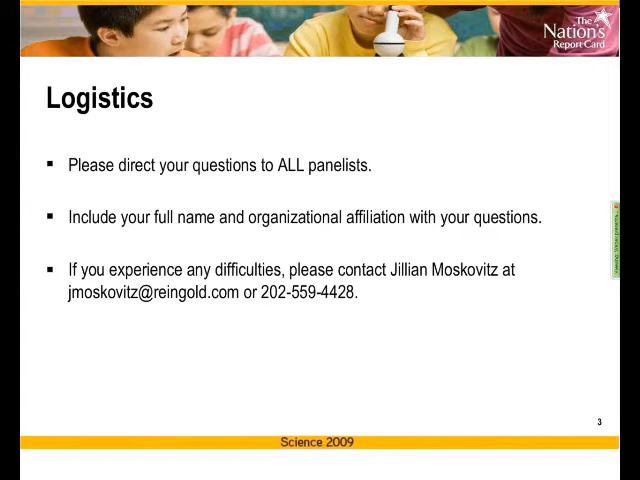 The
Nation's
Report Card
Logistics
▪ Please direct your questions to ALL panelists.
▪ Include your full name and organizational affiliation with your questions.
▪ If you experience any difficulties, please contact Jillian Moskovitz at
jmoskovitz@reingold.com or 202-559-4428.
3
Science 2009